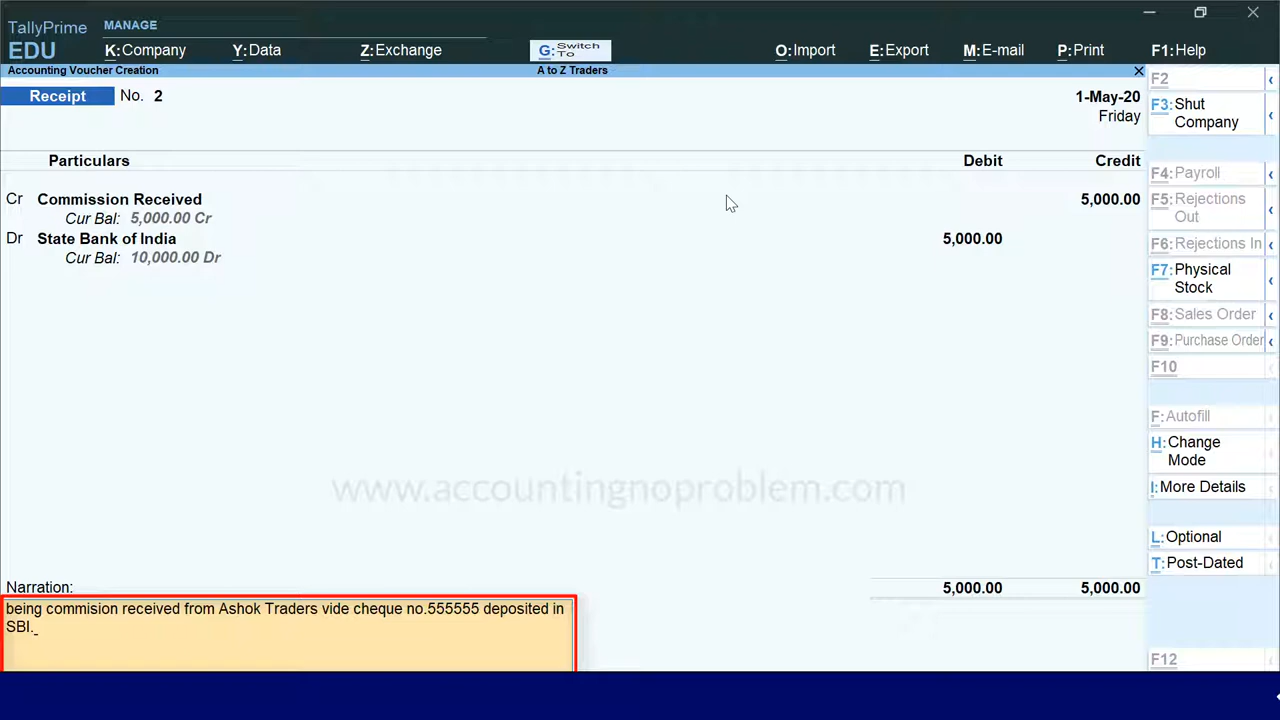 TallyPrime
EDU
MANAGE
K:Company
Y:Data
Z:Exchange
G:Switch To
O:Import
E:Export
M:E-mail
P:Print
F1:Help
Accounting Voucher Creation
A to Z Traders
Receipt No. 2
1-May-20
Friday
Particulars Debit Credit
Cr Commission Received 5,000.00
Cur Bal: 5,000.00 Cr
Dr State Bank of India 5,000.00
Cur Bal: 10,000.00 Dr
www.accountingnoproblem.com
Narration: 5,000.00 5,000.00
being commision received from Ashok Traders vide cheque no.555555 deposited in
SBI.
F2
F3: Shut
Company
F4: Payroll
F5: Rejections
Out
F6: Rejections In
F7: Physical
Stock
F8: Sales Order
F9: Purchase Order
F10
F: Autofill
H: Change
Mode
I: More Details
L: Optional
T: Post-Dated
F12